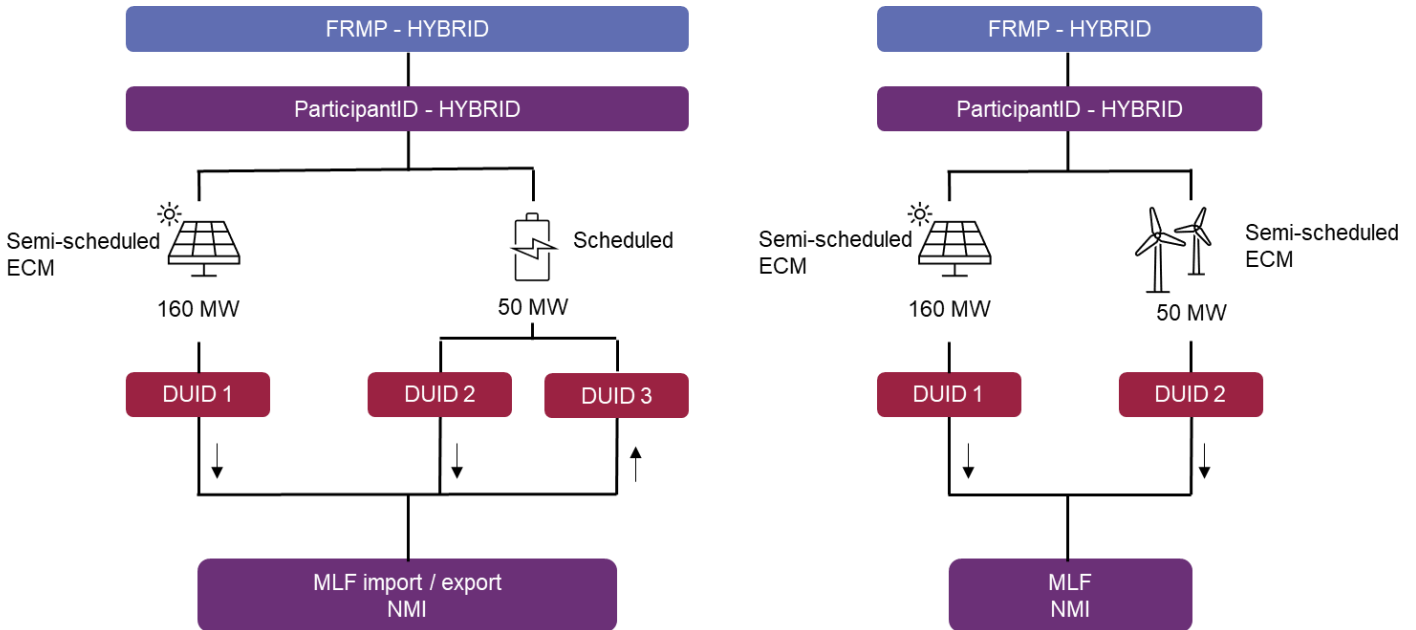 FRMP - HYBRID
ParticipantID - HYBRID
Semi-scheduled
ECM
160 MW
Scheduled
50 MW
DUID 1
DUID 2
DUID 3
MLF import / export
NMI
FRMP - HYBRID
ParticipantID - HYBRID
Semi-scheduled
ECM
160 MW
Semi-scheduled
ECM
50 MW
DUID 1
DUID 2
MLF
NMI